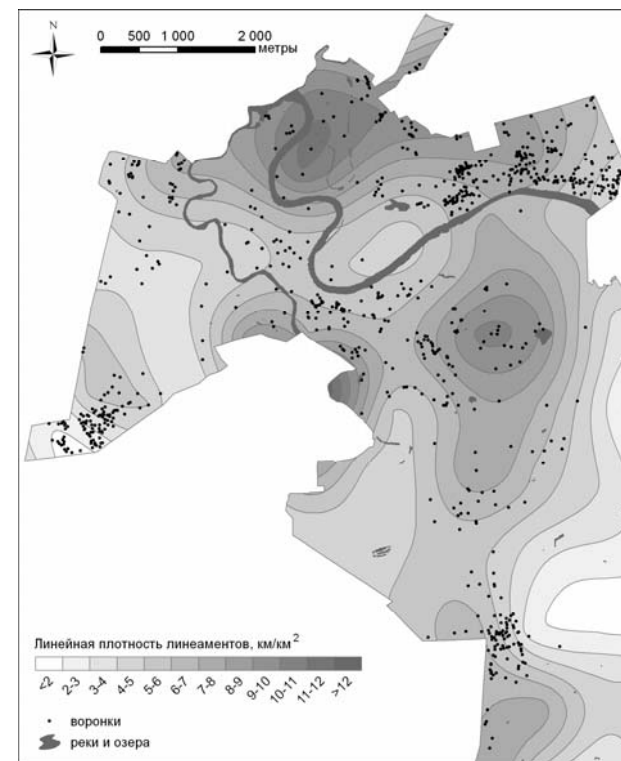 N
0 500 1 000 2 000
метры
Линейная плотность линеаментов, км/км²
<2 2-3 3-4 4-5 5-6 6-7 7-8 8-9 9-10 10-11 11-12 >12
воронки
реки и озера